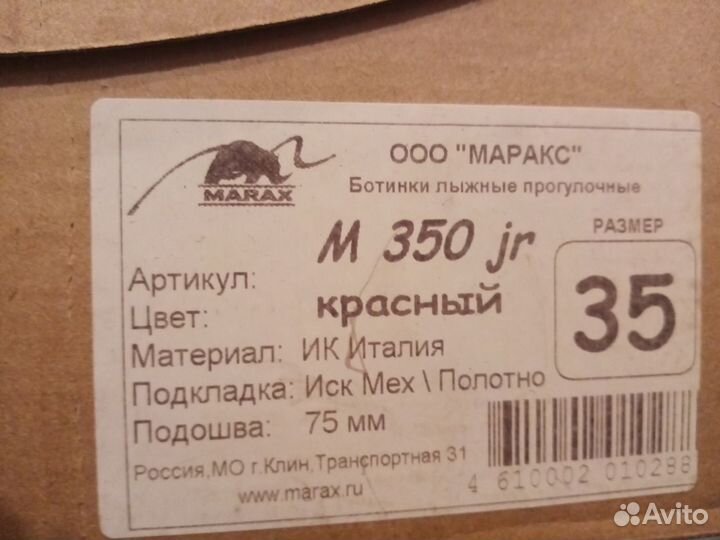 MARAX
ООО "МАРАКС"
Ботинки лыжные прогулочные
Артикул: М 350 jr
Цвет: красный
РАЗМЕР
35
Материал: ИК Италия
Подкладка: Иск Мех \ Полотно
Подошва: 75 мм
Россия,МО г.Клин,Транспортная 31
www.marax.ru
4 610002 010288
Avito